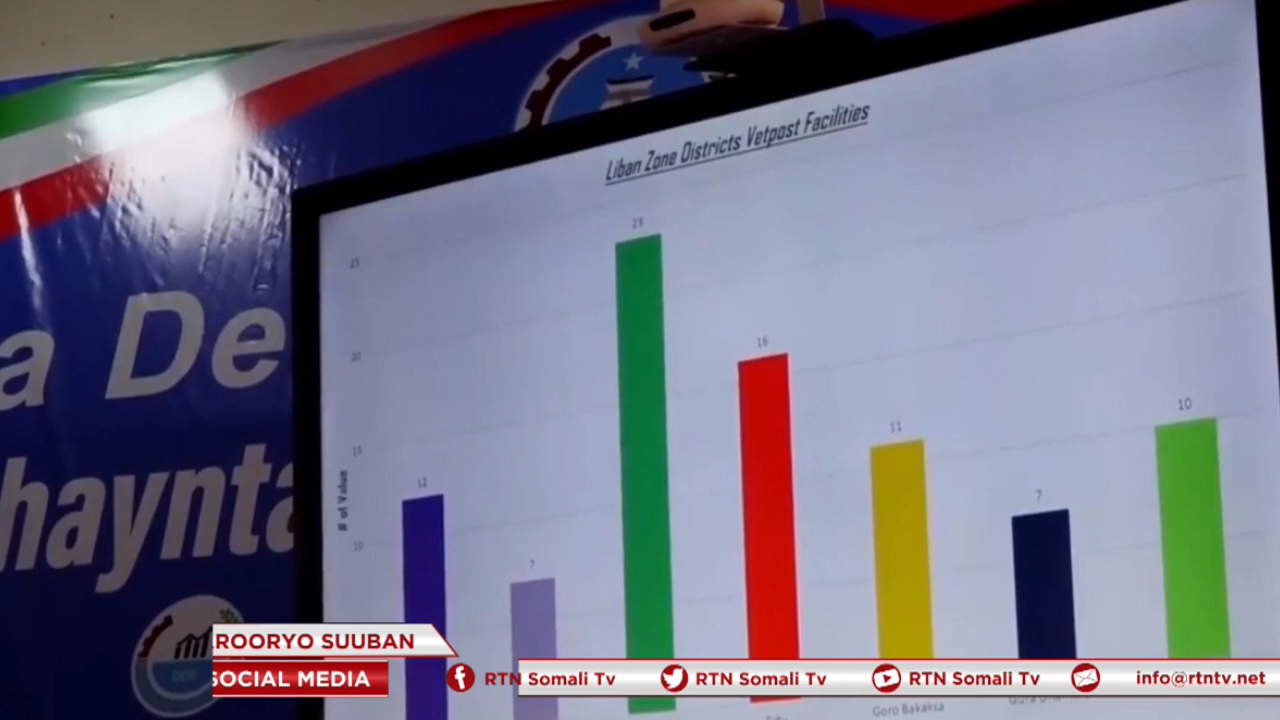 Liban Zone Districts Vetpost Facilities
23
25
16
20
11
10
15
12
# of Value
7
10
7
a De
haynta
Goro Bakaksa
ROORYO SUUBAN
SOCIAL MEDIA
RTN Somali Tv
RTN Somali Tv
RTN Somali Tv
info@rtntv.net